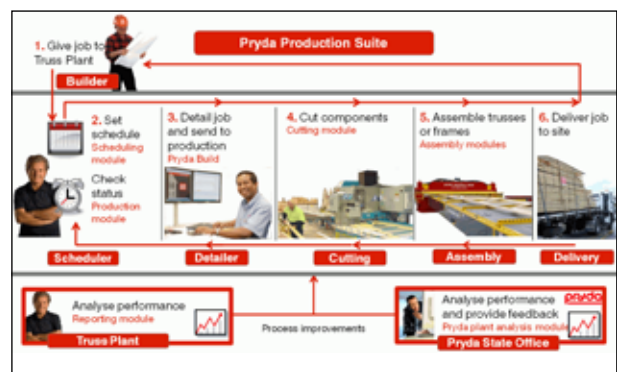 Pryda Production Suite
1. Give job to
Truss Plant
Builder
2. Set
schedule
Scheduling
module
Check
status
Production
module
Scheduler
3. Detail job
and send to
production
Pryda Build
Detailer
4. Cut components
Cutting module
Cutting
5. Assemble trusses
or frames
Assembly modules
Assembly
6. Deliver job
to site
Delivery
Analyse performance
Reporting module
Truss Plant
Process improvements
Analyse performance
and provide feedback
Pryda plant analysis module
pryda
Pryda State Office